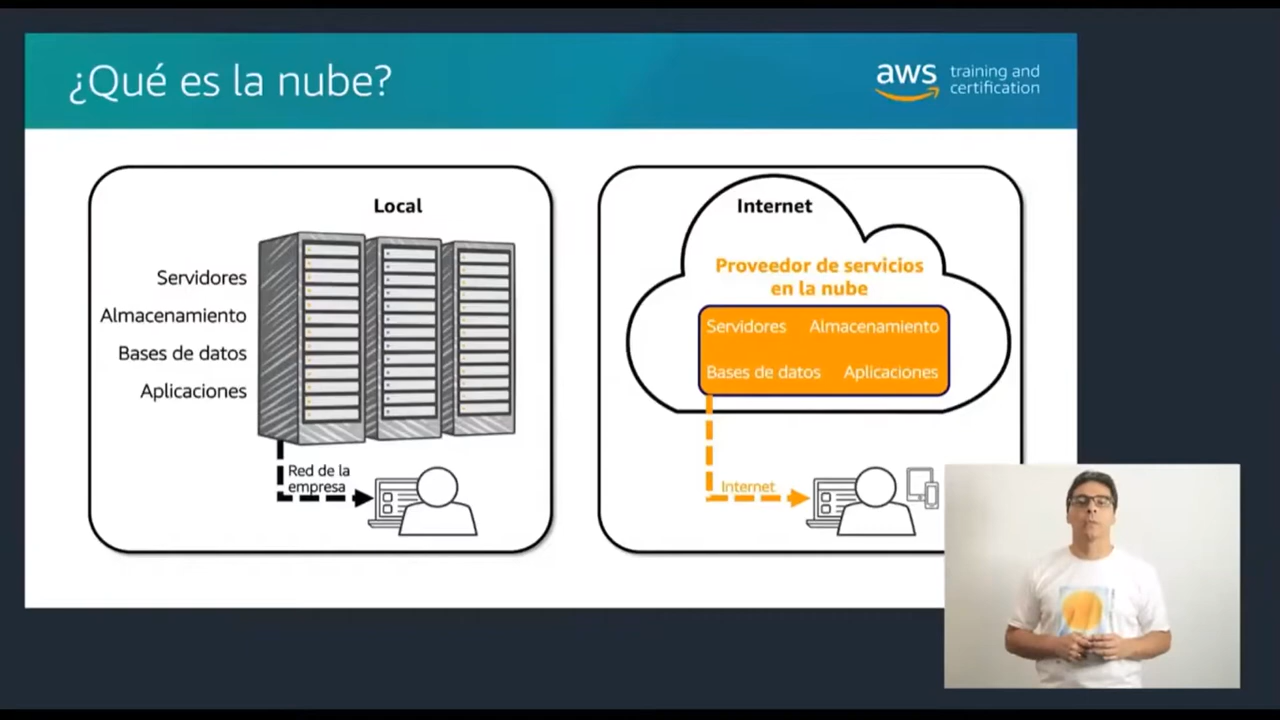 ¿Qué es la nube?
aws training and
certification
Local
Servidores
Almacenamiento
Bases de datos
Aplicaciones
Red de la
empresa
Internet
Proveedor de servicios
en la nube
Servidores Almacenamiento
Bases de datos Aplicaciones
Internet